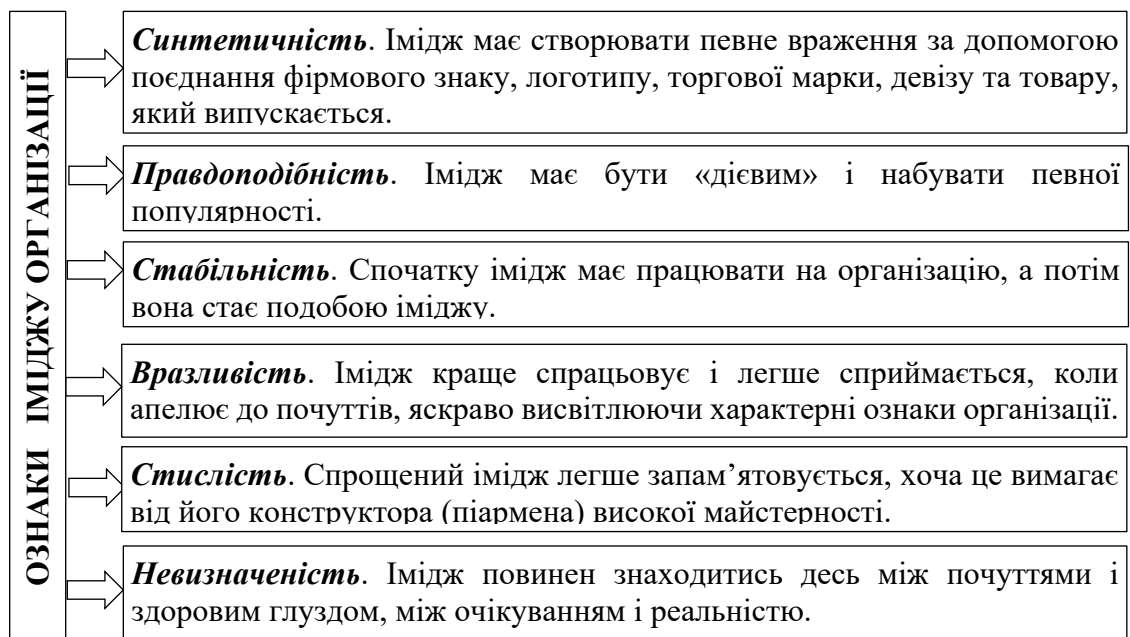 ОЗНАКИ ІМІДЖУ ОРГАНІЗАЦІЇ
Синтетичність. Імідж має створювати певне враження за допомогою
поєднання фірмового знаку, логотипу, торгової марки, девізу та товару,
який випускається.
Правдоподібність. Імідж має бути «дієвим» і набувати певної
популярності.
Стабільність. Спочатку імідж має працювати на організацію, а потім
вона стає подобою іміджу.
Вразливість. Імідж краще спрацьовує і легше сприймається, коли
апелює до почуттів, яскраво висвітлюючи характерні ознаки організації.
Стислість. Спрощений імідж легше запам’ятовується, хоча це вимагає
від його конструктора (піармена) високої майстерності.
Невизначеність. Імідж повинен знаходитись десь між почуттями і
здоровим глуздом, між очікуванням і реальністю.